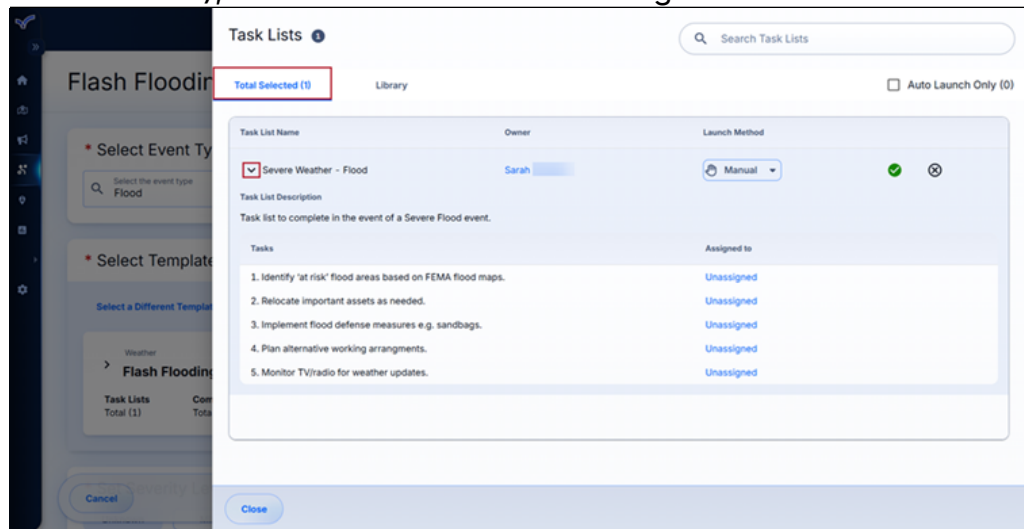 Task Lists 1
Search Task Lists
Total Selected (1) Library Auto Launch Only (0)
Task List Name Owner Launch Method
Severe Weather - Flood Sarah Manual
Task List Description
Task list to complete in the event of a Severe Flood event.
Tasks Assigned to
1. Identify 'at risk' flood areas based on FEMA flood maps. Unassigned
2. Relocate important assets as needed. Unassigned
3. Implement flood defense measures e.g. sandbags. Unassigned
4. Plan alternative working arrangments. Unassigned
5. Monitor TV/radio for weather updates. Unassigned
Close
Flash Floodin
* Select Event Ty
Select the event type
Flood
* Select Template
Select a Different Templat
Weather
Flash Flooding
Task Lists Com
Total (1) Tota
Cancel